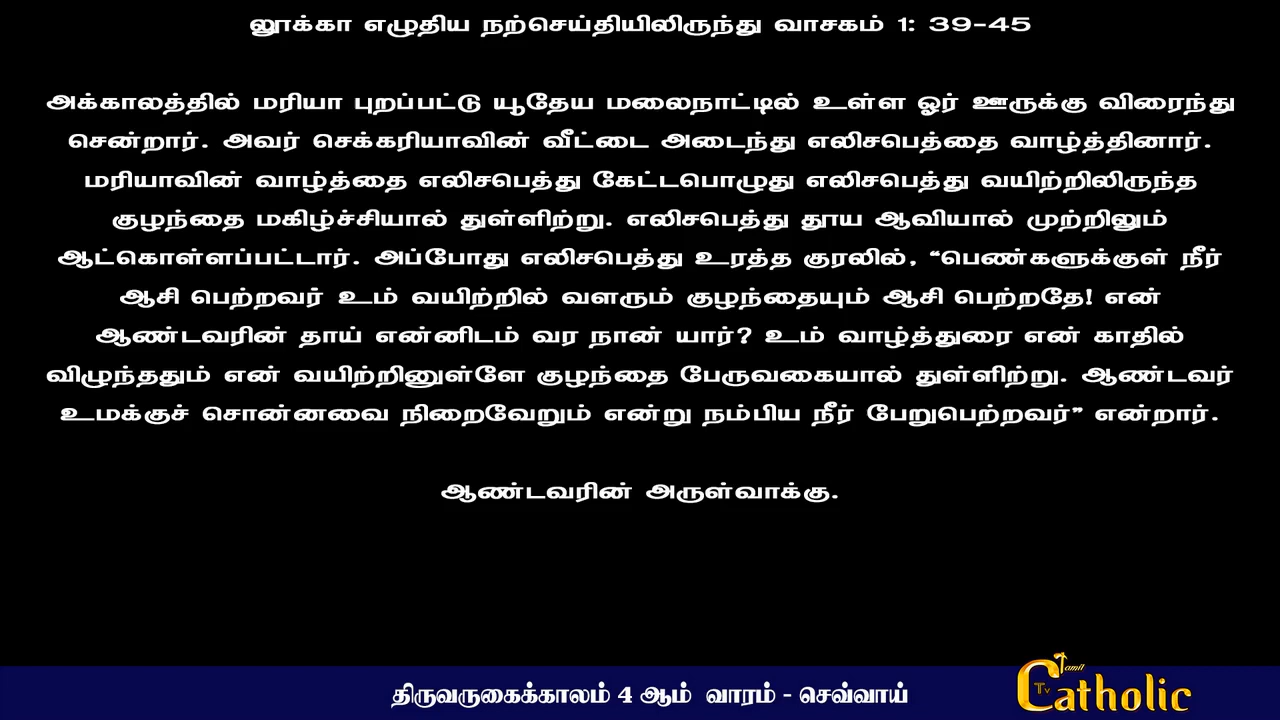 லூக்கா எழுதிய நற்செய்தியிலிருந்து வாசகம் 1: 39-45
அக்காலத்தில் மரியா புறப்பட்டு யூதேய மலைநாட்டில் உள்ள ஓர் ஊருக்கு விரைந்து
சென்றார். அவர் செக்கரியாவின் வீட்டை அடைந்து எலிசபெத்தை வாழ்த்தினார்.
மரியாவின் வாழ்த்தை எலிசபெத்து கேட்டபொழுது எலிசபெத்து வயிற்றிலிருந்த
குழந்தை மகிழ்ச்சியால் துள்ளிற்று. எலிசபெத்து தூய ஆவியால் முற்றிலும்
ஆட்கொள்ளப்பட்டார். அப்போது எலிசபெத்து உரத்த குரலில், “பெண்களுக்குள் நீர்
ஆசி பெற்றவர் உம் வயிற்றில் வளரும் குழந்தையும் ஆசி பெற்றதே! என்
ஆண்டவரின் தாய் என்னிடம் வர நான் யார்? உம் வாழ்த்துரை என் காதில்
விழுந்ததும் என் வயிற்றினுள்ளே குழந்தை பேருவகையால் துள்ளிற்று. ஆண்டவர்
உமக்குச் சொன்னவை நிறைவேறும் என்று நம்பிய நீர் பேறுபெற்றவர்” என்றார்.
ஆண்டவரின் அருள்வாக்கு.
திருவருகைக்காலம் 4 ஆம் வாரம் - செவ்வாய்
Tamil
Catholic
Tv